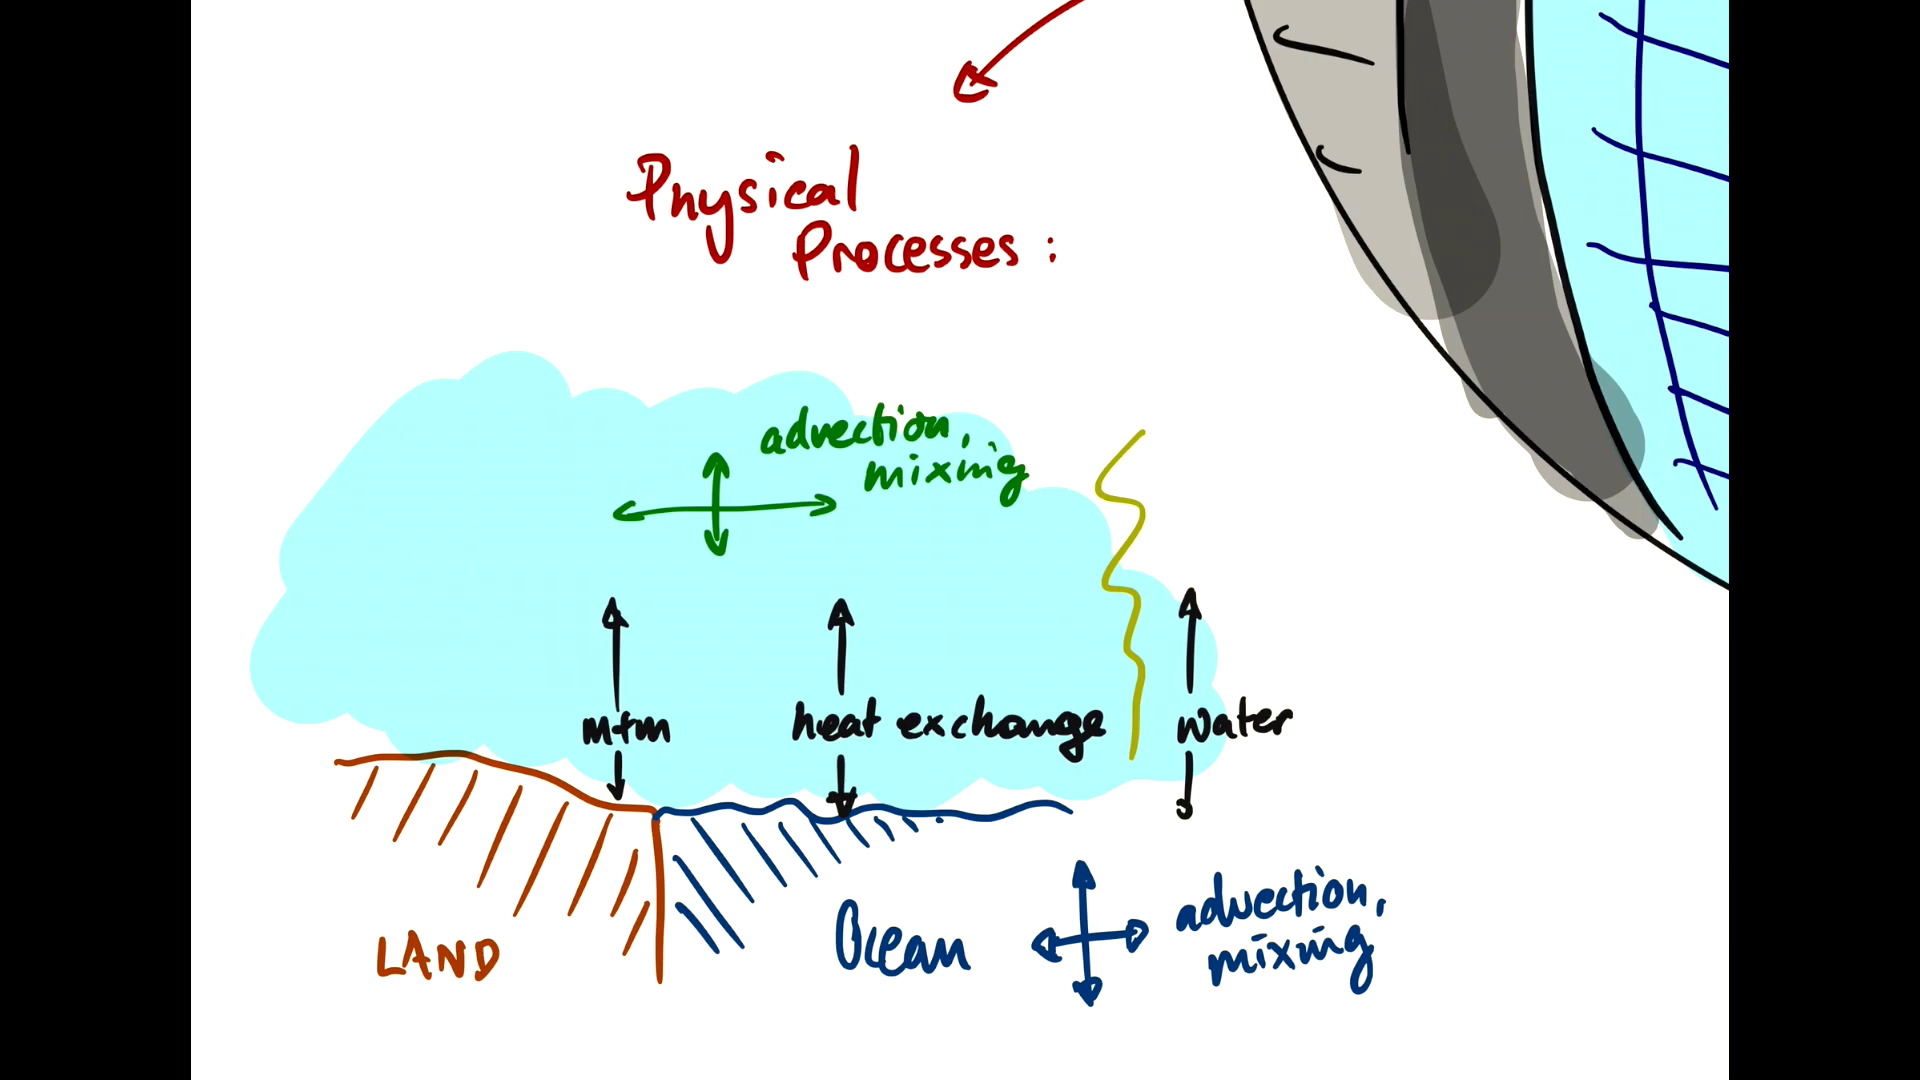 Physical
Processes :
advection,
mixing
mtm
heat exchange
water
LAND
Ocean
advection,
mixing